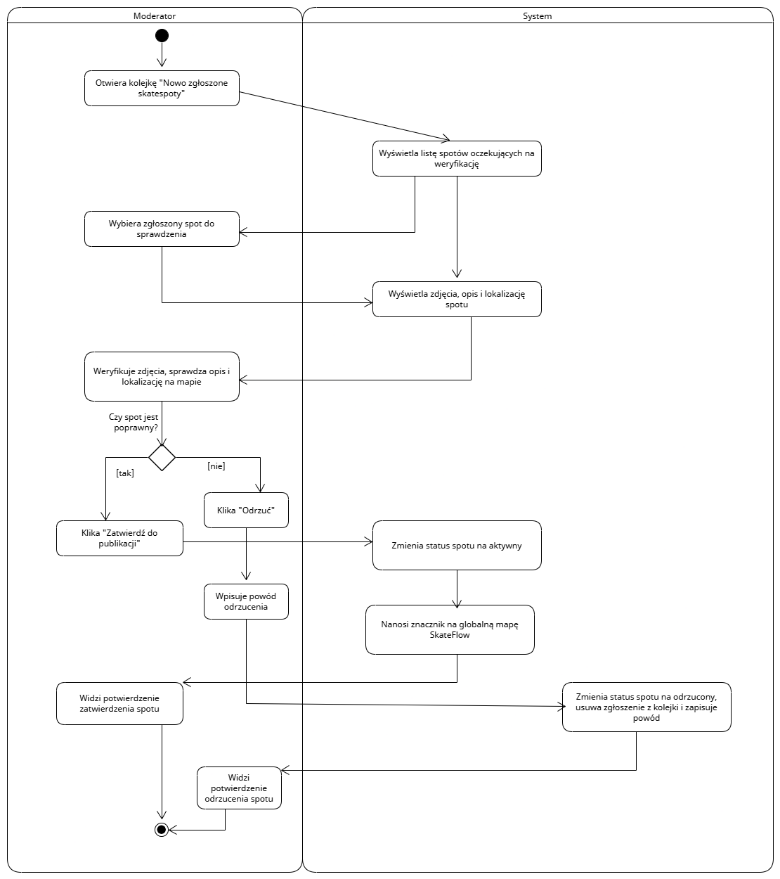 Moderator
System
Otwiera kolejkę "Nowo zgłoszone
skatespoty"
Wyświetla listę spotów oczekujących na
weryfikację
Wybiera zgłoszony spot do
sprawdzenia
Wyświetla zdjęcia, opis i lokalizację
spotu
Weryfikuje zdjęcia, sprawdza opis i
lokalizację na mapie
Czy spot jest
poprawny?
[tak]
[nie]
Klika "Odrzuć"
Klika "Zatwierdź do
publikacji"
Zmienia status spotu na aktywny
Wpisuje powód
odrzucenia
Nanosi znacznik na globalną mapę
SkateFlow
Widzi potwierdzenie
zatwierdzenia spotu
Zmienia status spotu na odrzucony,
usuwa zgłoszenie z kolejki i zapisuje
powód
Widzi
potwierdzenie
odrzucenia spotu